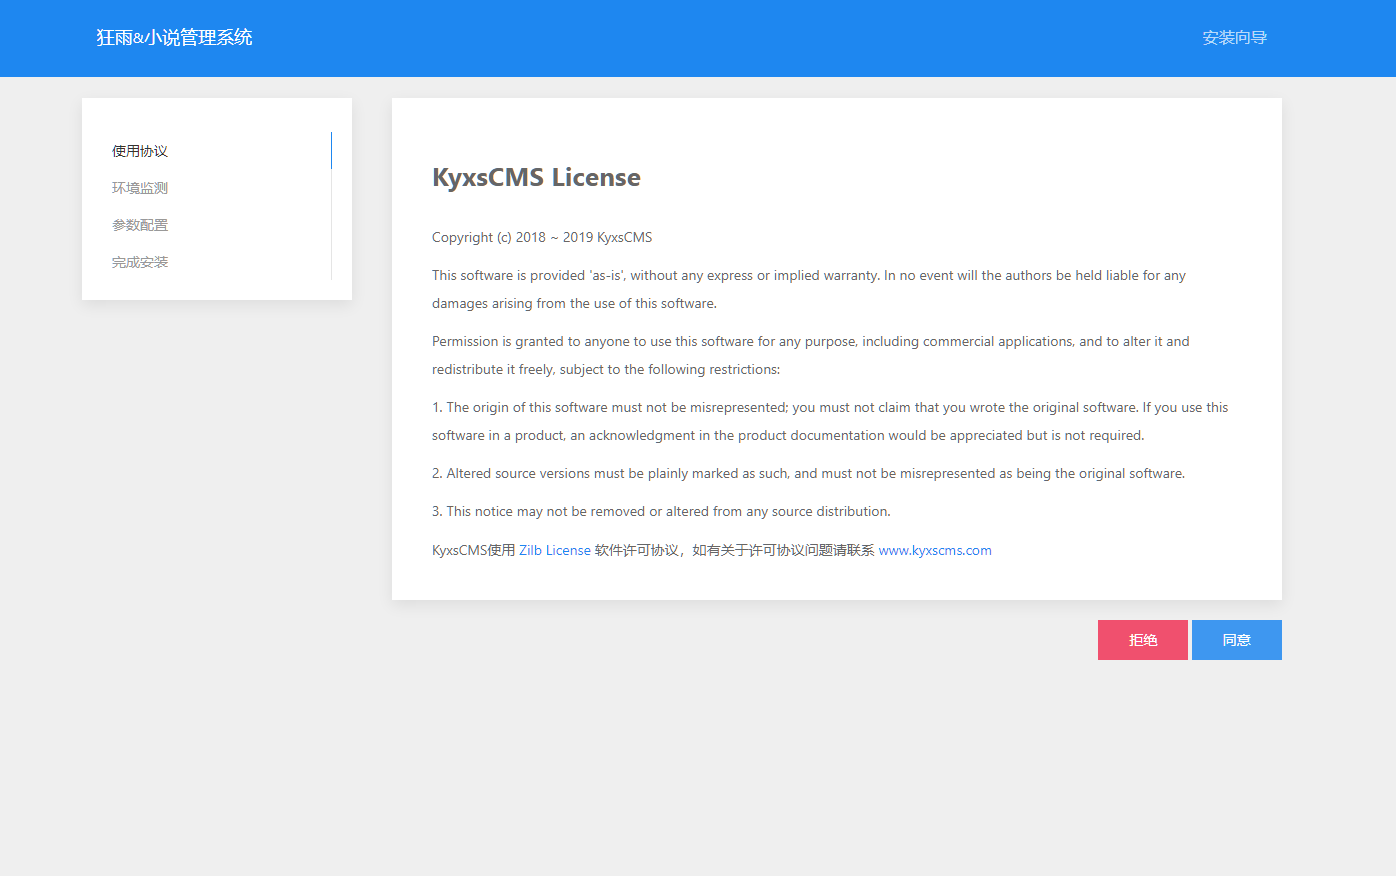 狂雨&小说管理系统
安装向导
使用协议
环境监测
参数配置
完成安装
KyxsCMS License
Copyright (c) 2018 ~ 2019 KyxsCMS
This software is provided 'as-is', without any express or implied warranty. In no event will the authors be held liable for any
damages arising from the use of this software.
Permission is granted to anyone to use this software for any purpose, including commercial applications, and to alter it and
redistribute it freely, subject to the following restrictions:
1. The origin of this software must not be misrepresented; you must not claim that you wrote the original software. If you use this
software in a product, an acknowledgment in the product documentation would be appreciated but is not required.
2. Altered source versions must be plainly marked as such, and must not be misrepresented as being the original software.
3. This notice may not be removed or altered from any source distribution.
KyxsCMS使用 Zilb License 软件许可协议，如有关于许可协议问题请联系 www.kyxscms.com
拒绝
同意